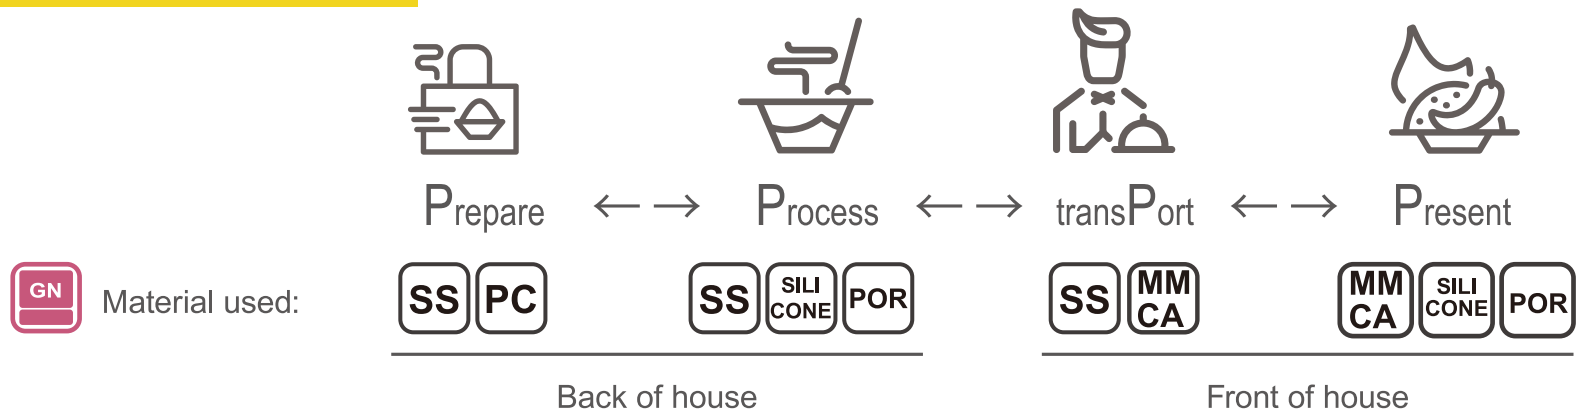 Prepare ←→ Process ←→ transPort ←→ Present
GN Material used: SS PC SS SILI CONE POR SS MM CA MM CA SILI CONE POR
Back of house Front of house